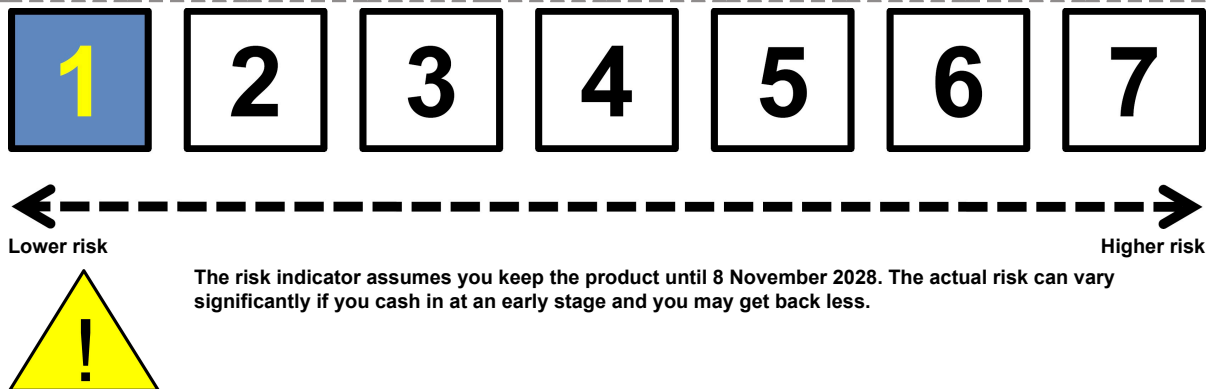 1 2 3 4 5 6 7
Lower risk Higher risk
The risk indicator assumes you keep the product until 8 November 2028. The actual risk can vary
significantly if you cash in at an early stage and you may get back less.
!